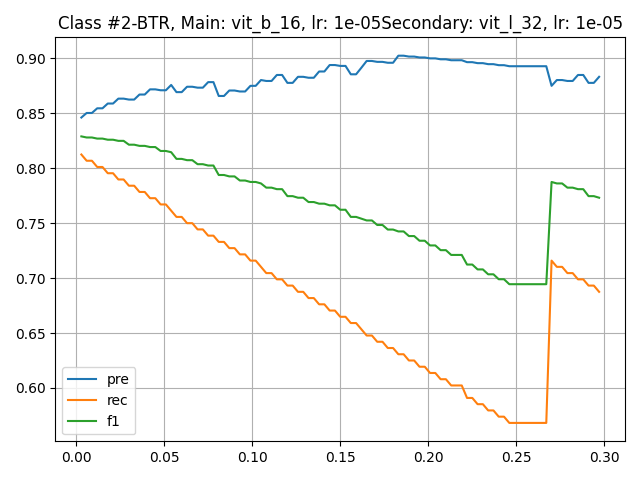 Class #2-BTR, Main: vit_b_16, lr: 1e-05Secondary: vit_l_32, lr: 1e-05
0.90
0.85
0.80
0.75
0.70
0.65
0.60
pre
rec
f1
0.00 0.05 0.10 0.15 0.20 0.25 0.30